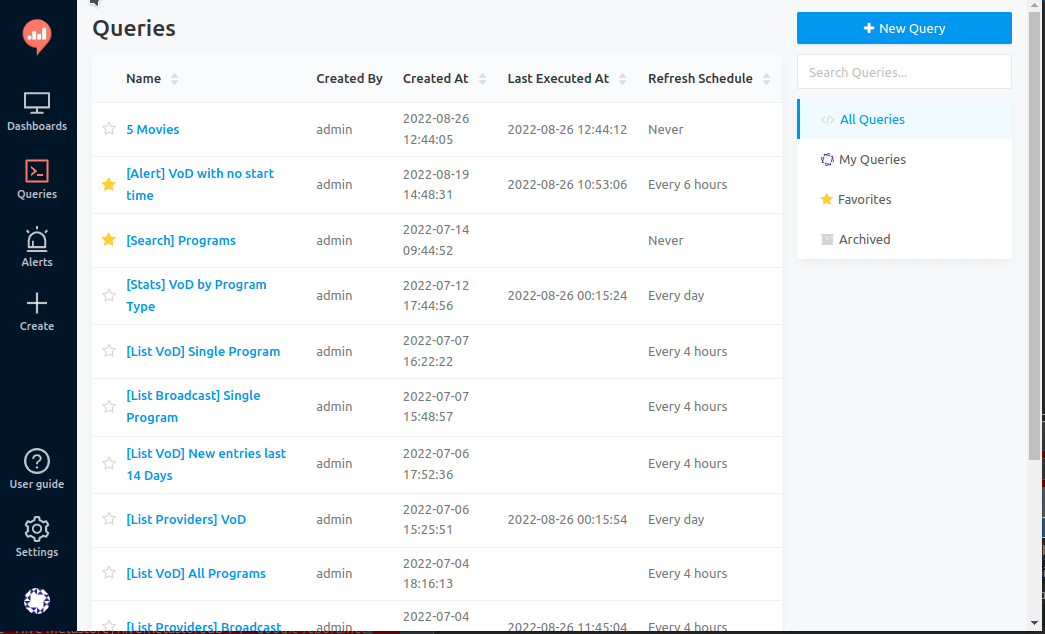 Queries
New Query
Search Queries...
All Queries
My Queries
Favorites
Archived
Dashboards
Queries
Alerts
Create
User guide
Settings
Name Created By Created At Last Executed At Refresh Schedule
5 Movies admin 2022-08-26 12:44:05 2022-08-26 12:44:12 Never
[Alert] VoD with no start time admin 2022-08-19 14:48:31 2022-08-26 10:53:06 Every 6 hours
[Search] Programs admin 2022-07-14 09:44:52 Never
[Stats] VoD by Program Type admin 2022-07-12 17:44:56 2022-08-26 00:15:24 Every day
[List VoD] Single Program admin 2022-07-07 16:22:22 Every 4 hours
[List Broadcast] Single Program admin 2022-07-07 15:48:57 Every 4 hours
[List VoD] New entries last 14 Days admin 2022-07-06 17:52:36 Every 4 hours
[List Providers] VoD admin 2022-07-06 15:25:51 2022-08-26 00:15:54 Every day
[List VoD] All Programs admin 2022-07-04 18:16:13 Every 4 hours
[List Providers] Broadcast admin 2022-07-04 2022-08-26 11:45:04 Every 4 hours